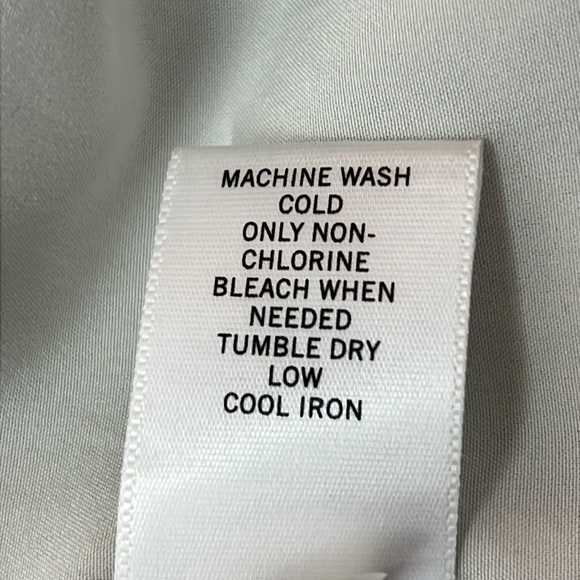 MACHINE WASH
COLD
ONLY NON-
CHLORINE
BLEACH WHEN
NEEDED
TUMBLE DRY
LOW
COOL IRON